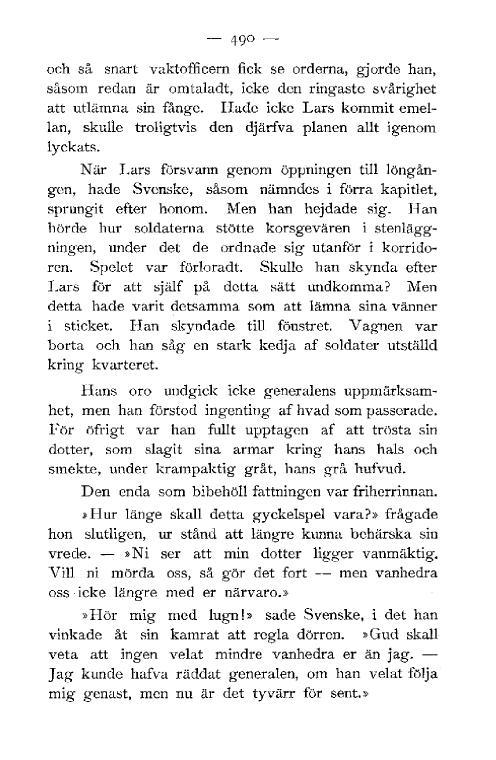 — 490 —
och så snart vaktofficern fick se orderna, gjorde han,
såsom redan är omtaladt, icke den ringaste svårighet
att utlämna sin fånge. Hade icke Lars kommit emel-
lan, skulle troligtvis den djärfva planen allt igenom
lyckats.
När Lars försvann genom öppningen till löngån-
gen, hade Svenske, såsom nämndes i förra kapitlet,
sprungit efter honom. Men han hejdade sig. Han
hörde hur soldaterna stötte korsgevären i stenlägg-
ningen, under det de ordnade sig utanför i korrido-
ren. Spelet var förloradt. Skulle han skynda efter
Lars för att själf på detta sätt undkomma? Men
detta hade varit detsamma som att lämna sina vänner
i sticket. Han skyndade till fönstret. Vagnen var
borta och han såg en stark kedja af soldater utställd
kring kvarteret.
Hans oro undgick icke generalens uppmärksam-
het, men han förstod ingenting af hvad som passerade.
För öfrigt var han fullt upptagen af att trösta sin
dotter, som slagit sina armar kring hans hals och
smekte, under krampaktig gråt, hans grå hufvud.
Den enda som bibehöll fattningen var friherrinnan.
»Hur länge skall detta gyckelspel vara?» frågade
hon slutligen, ur stånd att längre kunna behärska sin
vrede. — »Ni ser att min dotter ligger vanmäktig.
Vill ni mörda oss, så gör det fort — men vanhedra
oss icke längre med er närvaro.»
»Hör mig med lugn!» sade Svenske, i det han
vinkade åt sin kamrat att regla dörren. »Gud skall
veta att ingen velat mindre vanhedra er än jag. —
Jag kunde hafva räddat generalen, om han velat följa
mig genast, men nu är det tyvärr för sent.»